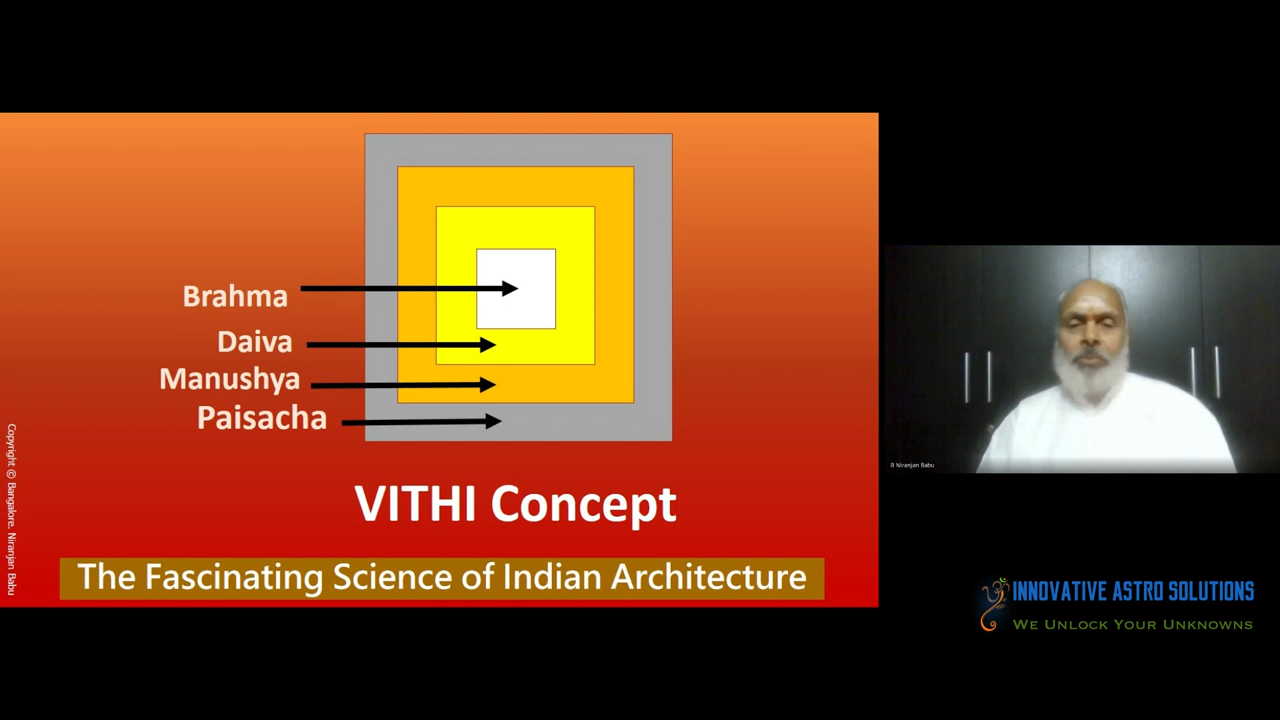 Brahma
Daiva
Manushya
Paisacha
VITHI Concept
The Fascinating Science of Indian Architecture
Copyright © Bangalore. Niranjan Babu
B Niranjan Babu
INNOVATIVE ASTRO SOLUTIONS
WE UNLOCK YOUR UNKNOWNS